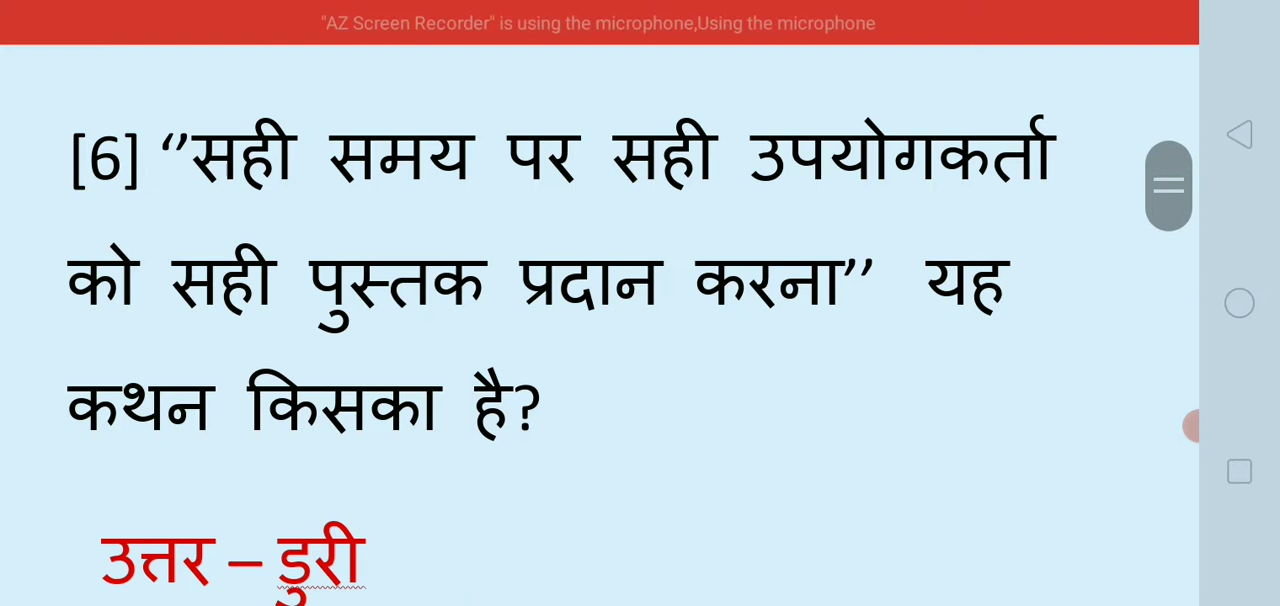 "AZ Screen Recorder" is using the microphone,Using the microphone
[6] ‘’सही समय पर सही उपयोगकर्ता
को सही पुस्तक प्रदान करना’’ यह
कथन किसका है?
उत्तर – डुरी